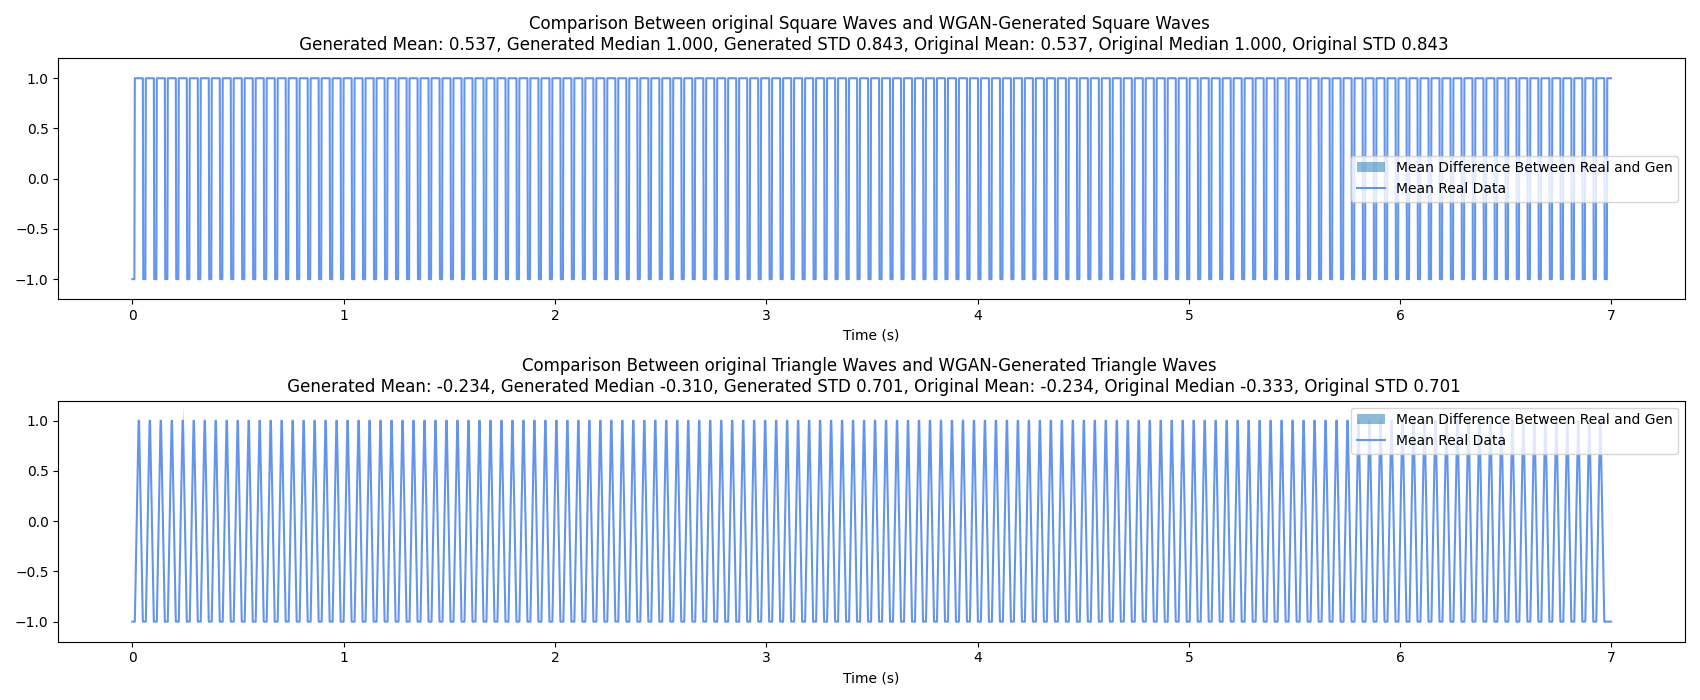 Comparison Between original Square Waves and WGAN-Generated Square Waves
Generated Mean: 0.537, Generated Median 1.000, Generated STD 0.843, Original Mean: 0.537, Original Median 1.000, Original STD 0.843
1.0
0.5
0.0
−0.5
−1.0
Mean Difference Between Real and Gen
Mean Real Data
0 1 2 3 4 5 6 7
Time (s)
Comparison Between original Triangle Waves and WGAN-Generated Triangle Waves
Generated Mean: -0.234, Generated Median -0.310, Generated STD 0.701, Original Mean: -0.234, Original Median -0.333, Original STD 0.701
1.0
0.5
0.0
−0.5
−1.0
Mean Difference Between Real and Gen
Mean Real Data
0 1 2 3 4 5 6 7
Time (s)